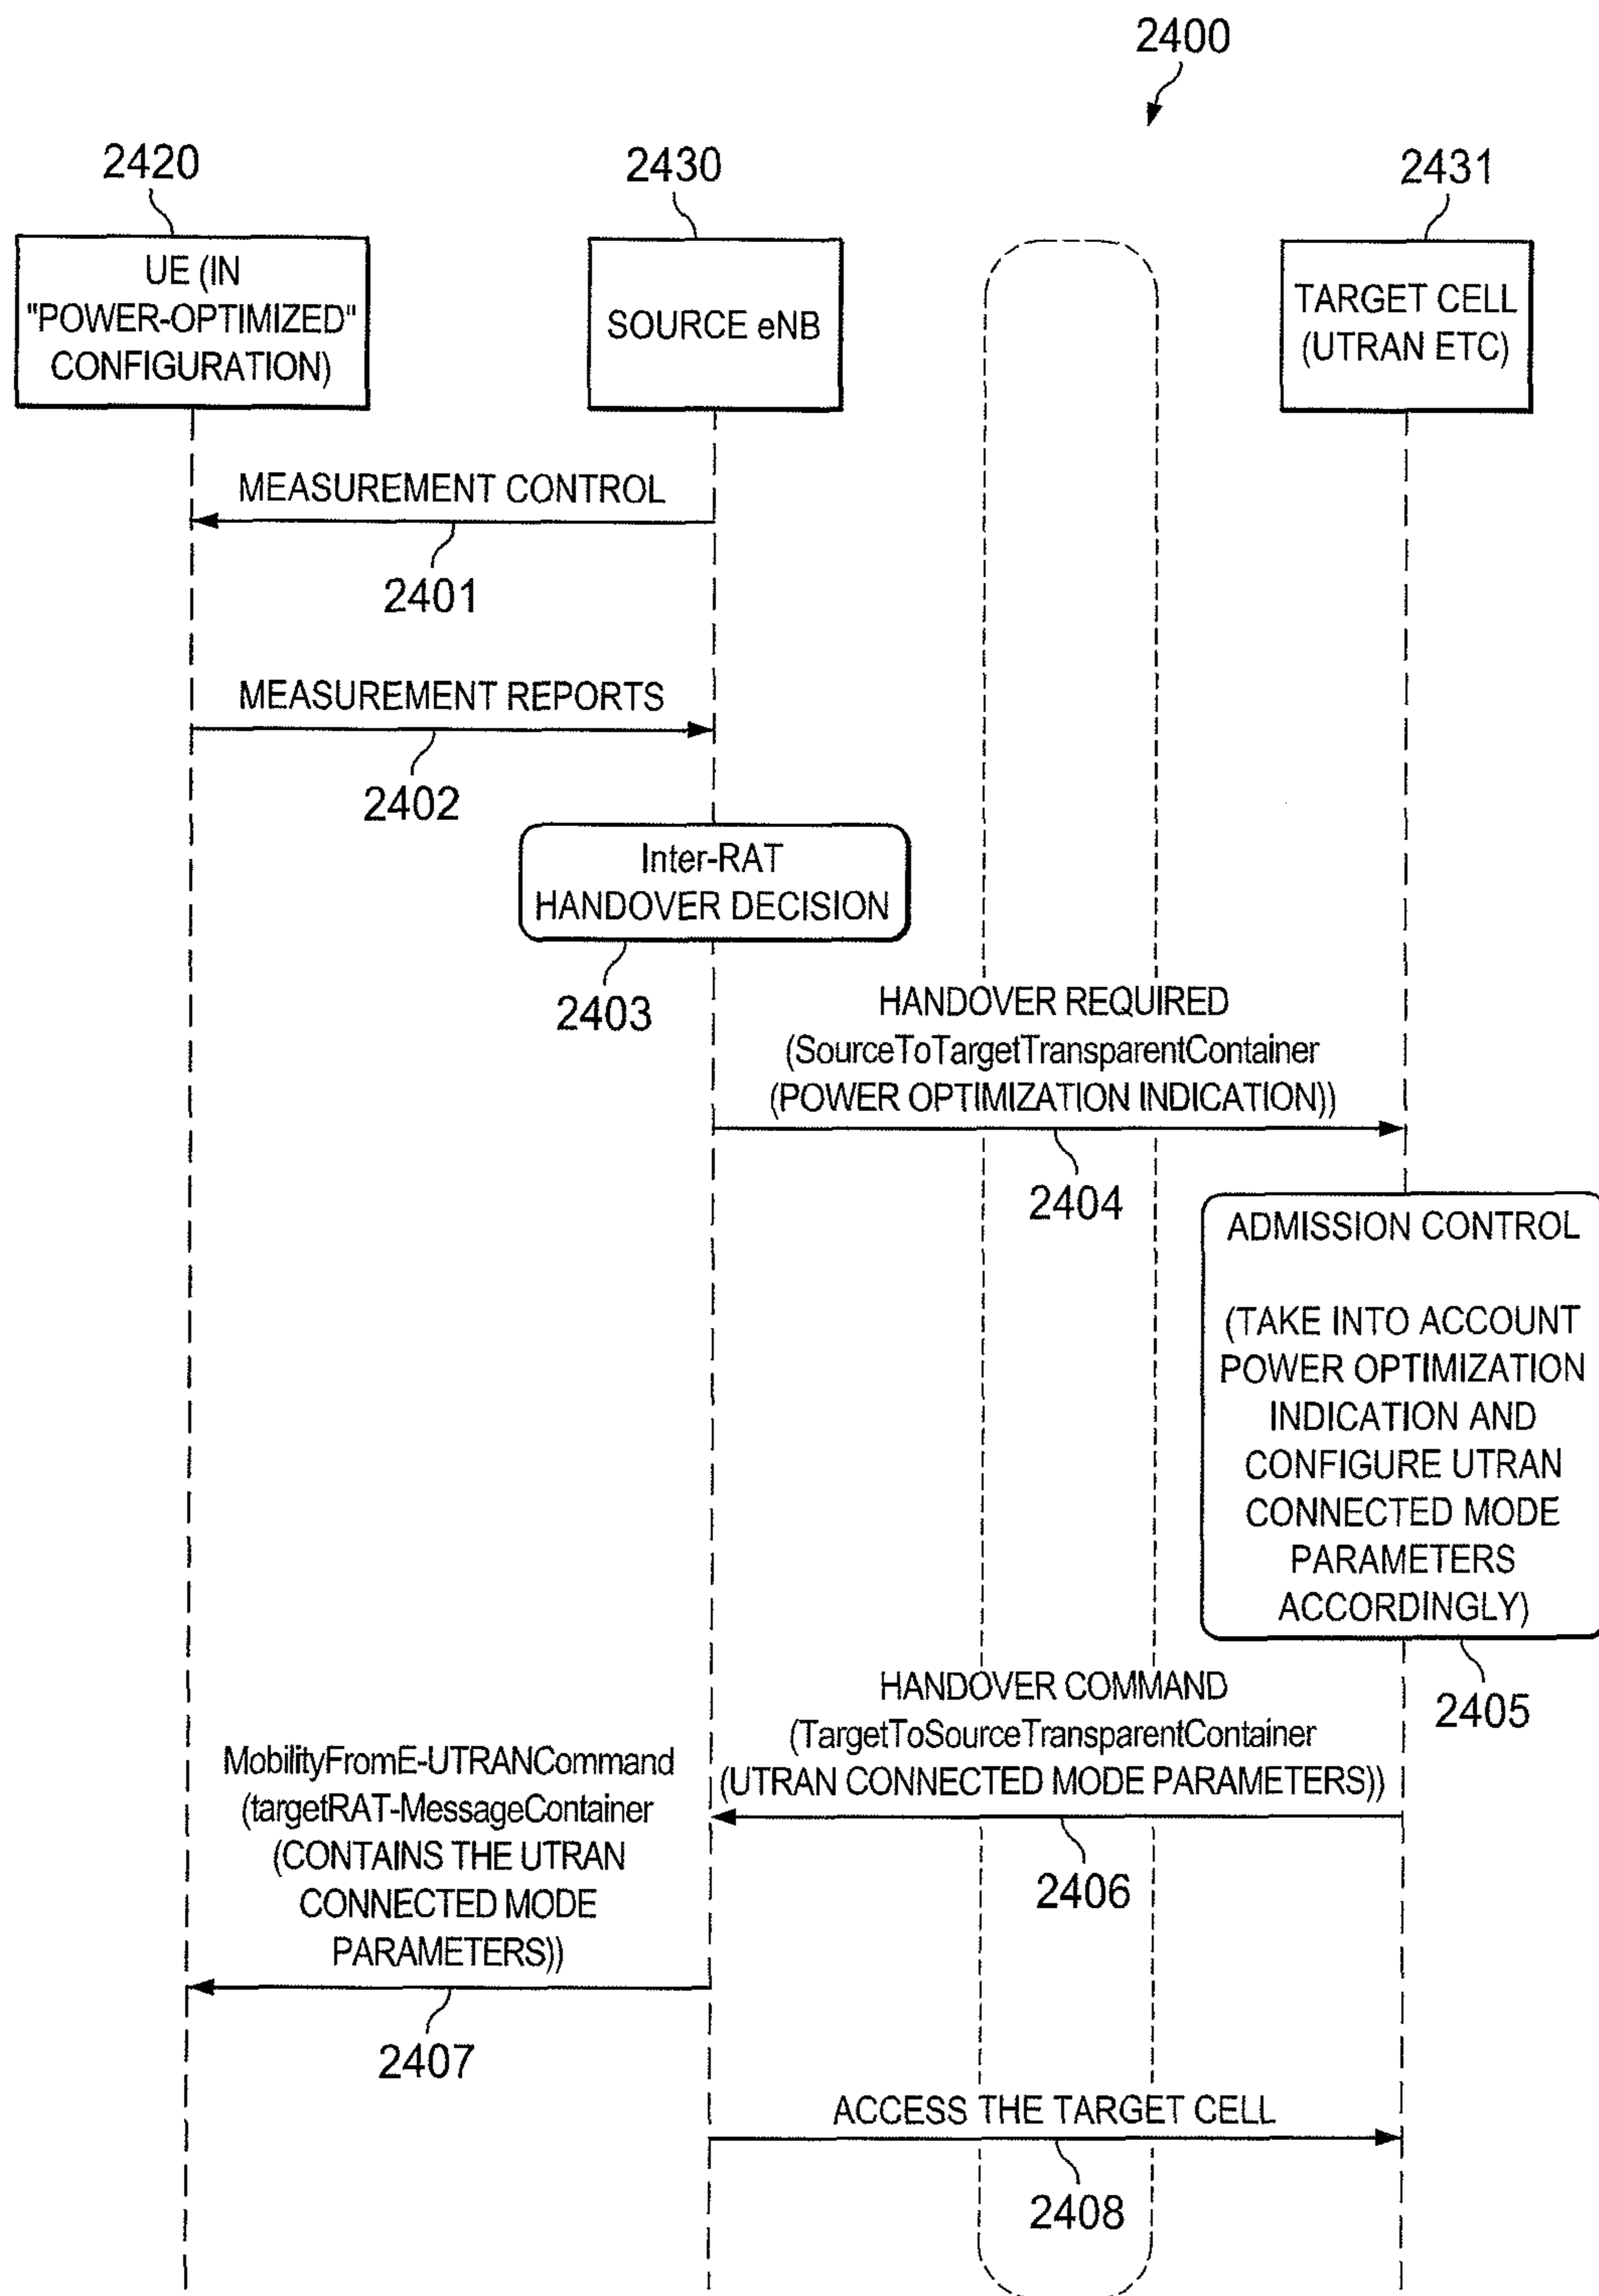 2400
2420
2430
2431
UE (IN
"POWER-OPTIMIZED"
CONFIGURATION)
SOURCE eNB
TARGET CELL
(UTRAN ETC)
MEASUREMENT CONTROL
2401
MEASUREMENT REPORTS
2402
Inter-RAT
HANDOVER DECISION
2403
HANDOVER REQUIRED
(SourceToTargetTransparentContainer
(POWER OPTIMIZATION INDICATION))
2404
ADMISSION CONTROL
(TAKE INTO ACCOUNT
POWER OPTIMIZATION
INDICATION AND
CONFIGURE UTRAN
CONNECTED MODE
PARAMETERS
ACCORDINGLY)
2405
HANDOVER COMMAND
(TargetToSourceTransparentContainer
(UTRAN CONNECTED MODE PARAMETERS))
2406
MobilityFromE-UTRANCommand
(targetRAT-MessageContainer
(CONTAINS THE UTRAN
CONNECTED MODE
PARAMETERS))
2407
ACCESS THE TARGET CELL
2408